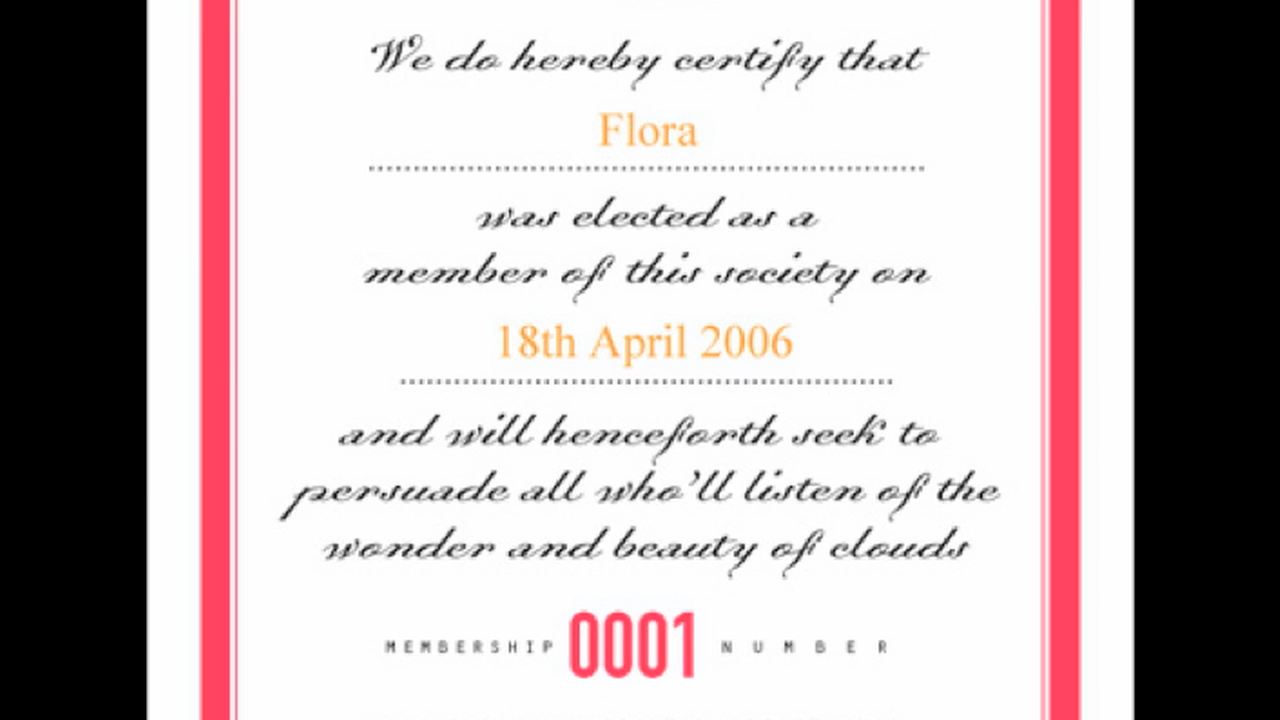 We do hereby certify that
Flora
was elected as a
member of this society on
18th April 2006
and will henceforth seek to
persuade all who'll listen of the
wonder and beauty of clouds
MEMBERSHIP 0001 NUMBER